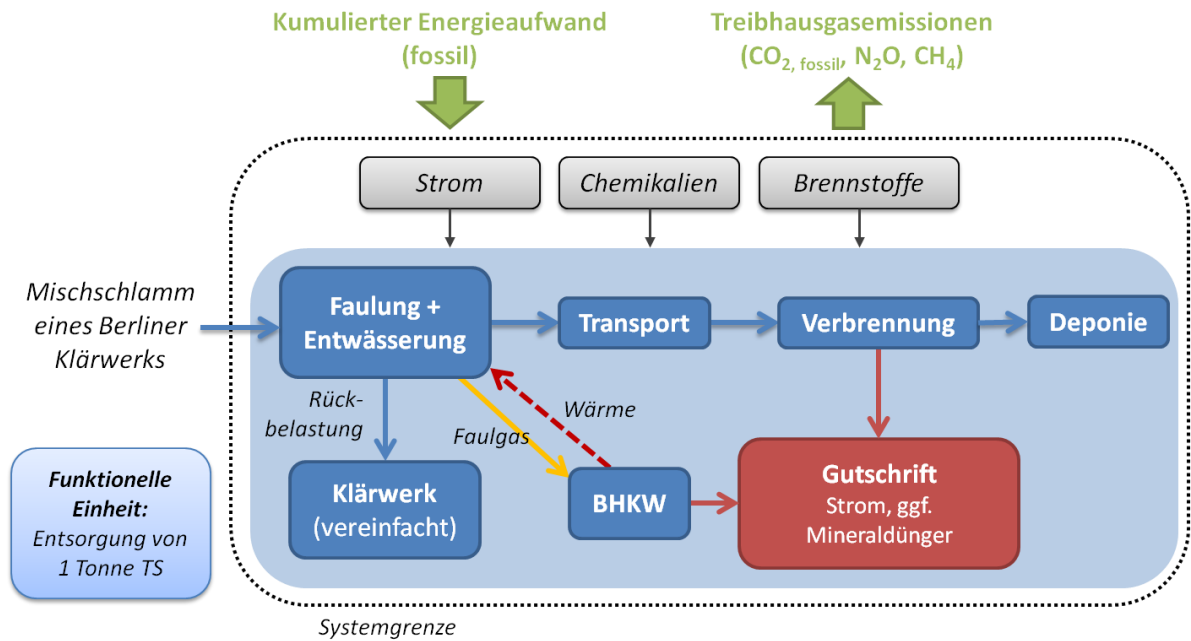 Kumulierter Energieaufwand
(fossil)
Treibhausgasemissionen
(CO2, fossil, N2O, CH4)
Strom
Chemikalien
Brennstoffe
Mischschlamm
eines Berliner
Klärwerks
Faulung +
Entwässerung
Transport
Verbrennung
Deponie
Rück-
belastung
Faulgas
Wärme
Klärwerk
(vereinfacht)
BHKW
Gutschrift
Strom, ggf.
Mineraldünger
Funktionelle
Einheit:
Entsorgung von
1 Tonne TS
Systemgrenze